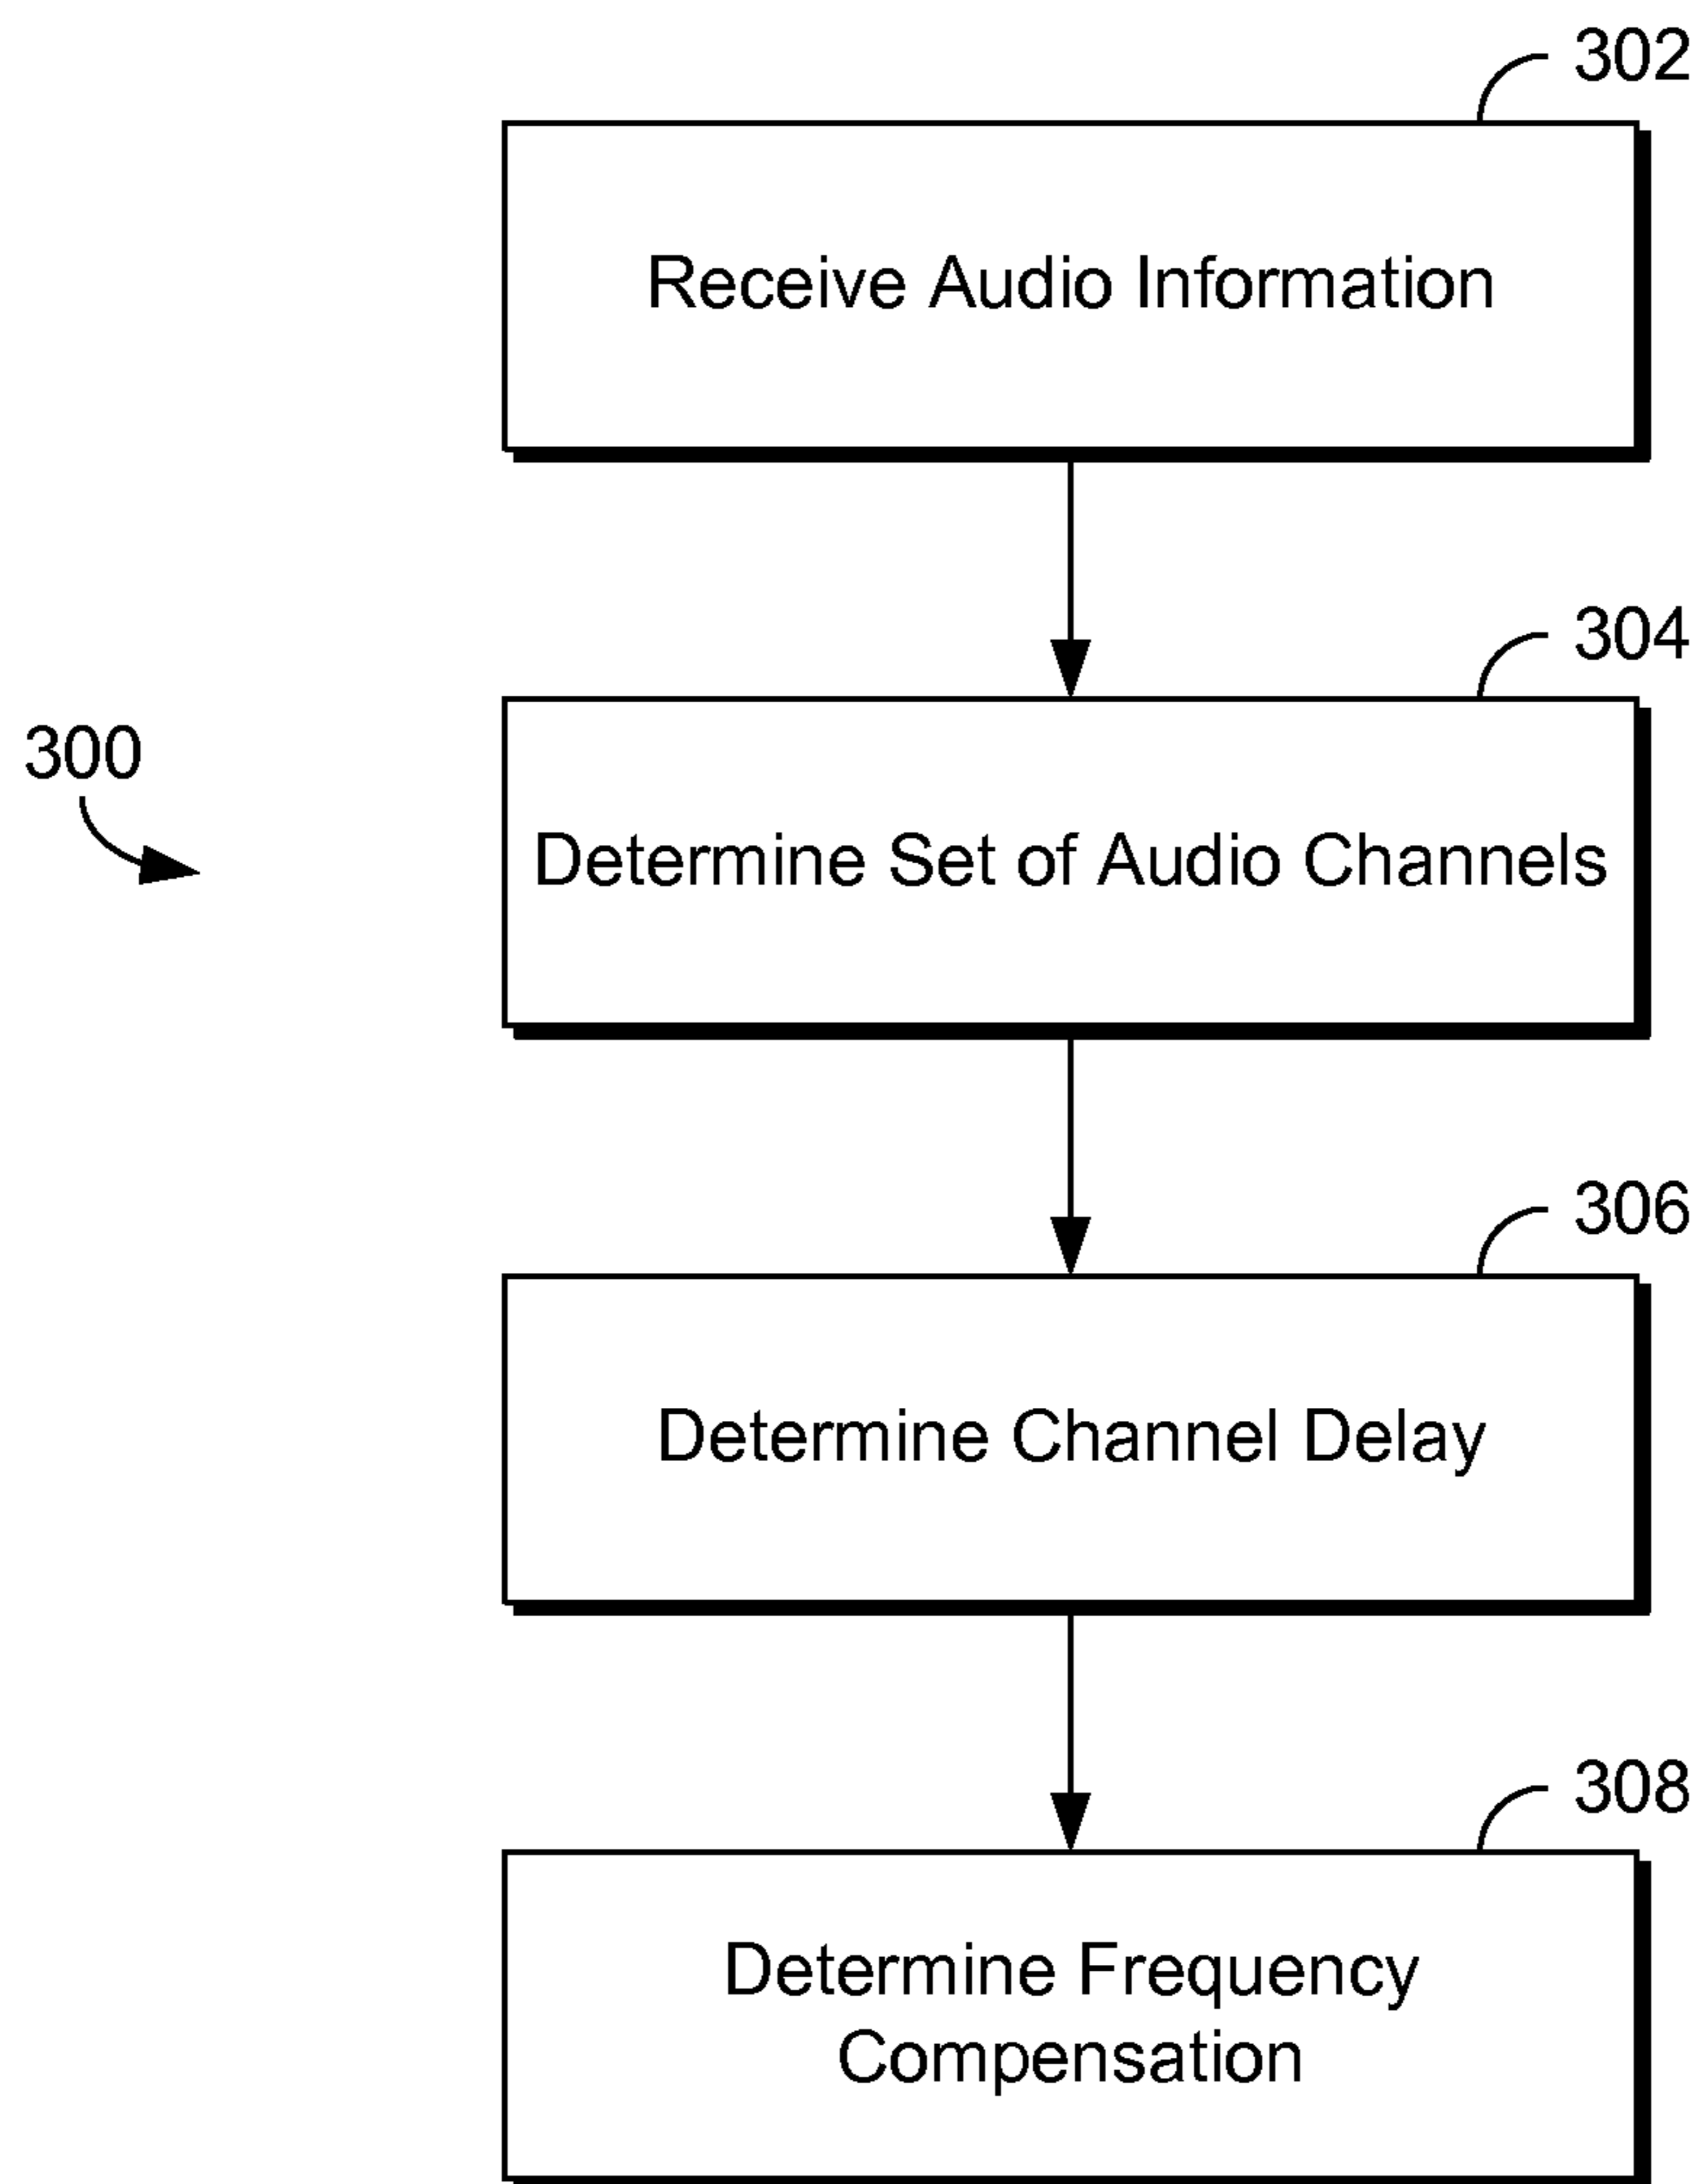 302
Receive Audio Information
304
300
Determine Set of Audio Channels
306
Determine Channel Delay
308
Determine Frequency
Compensation